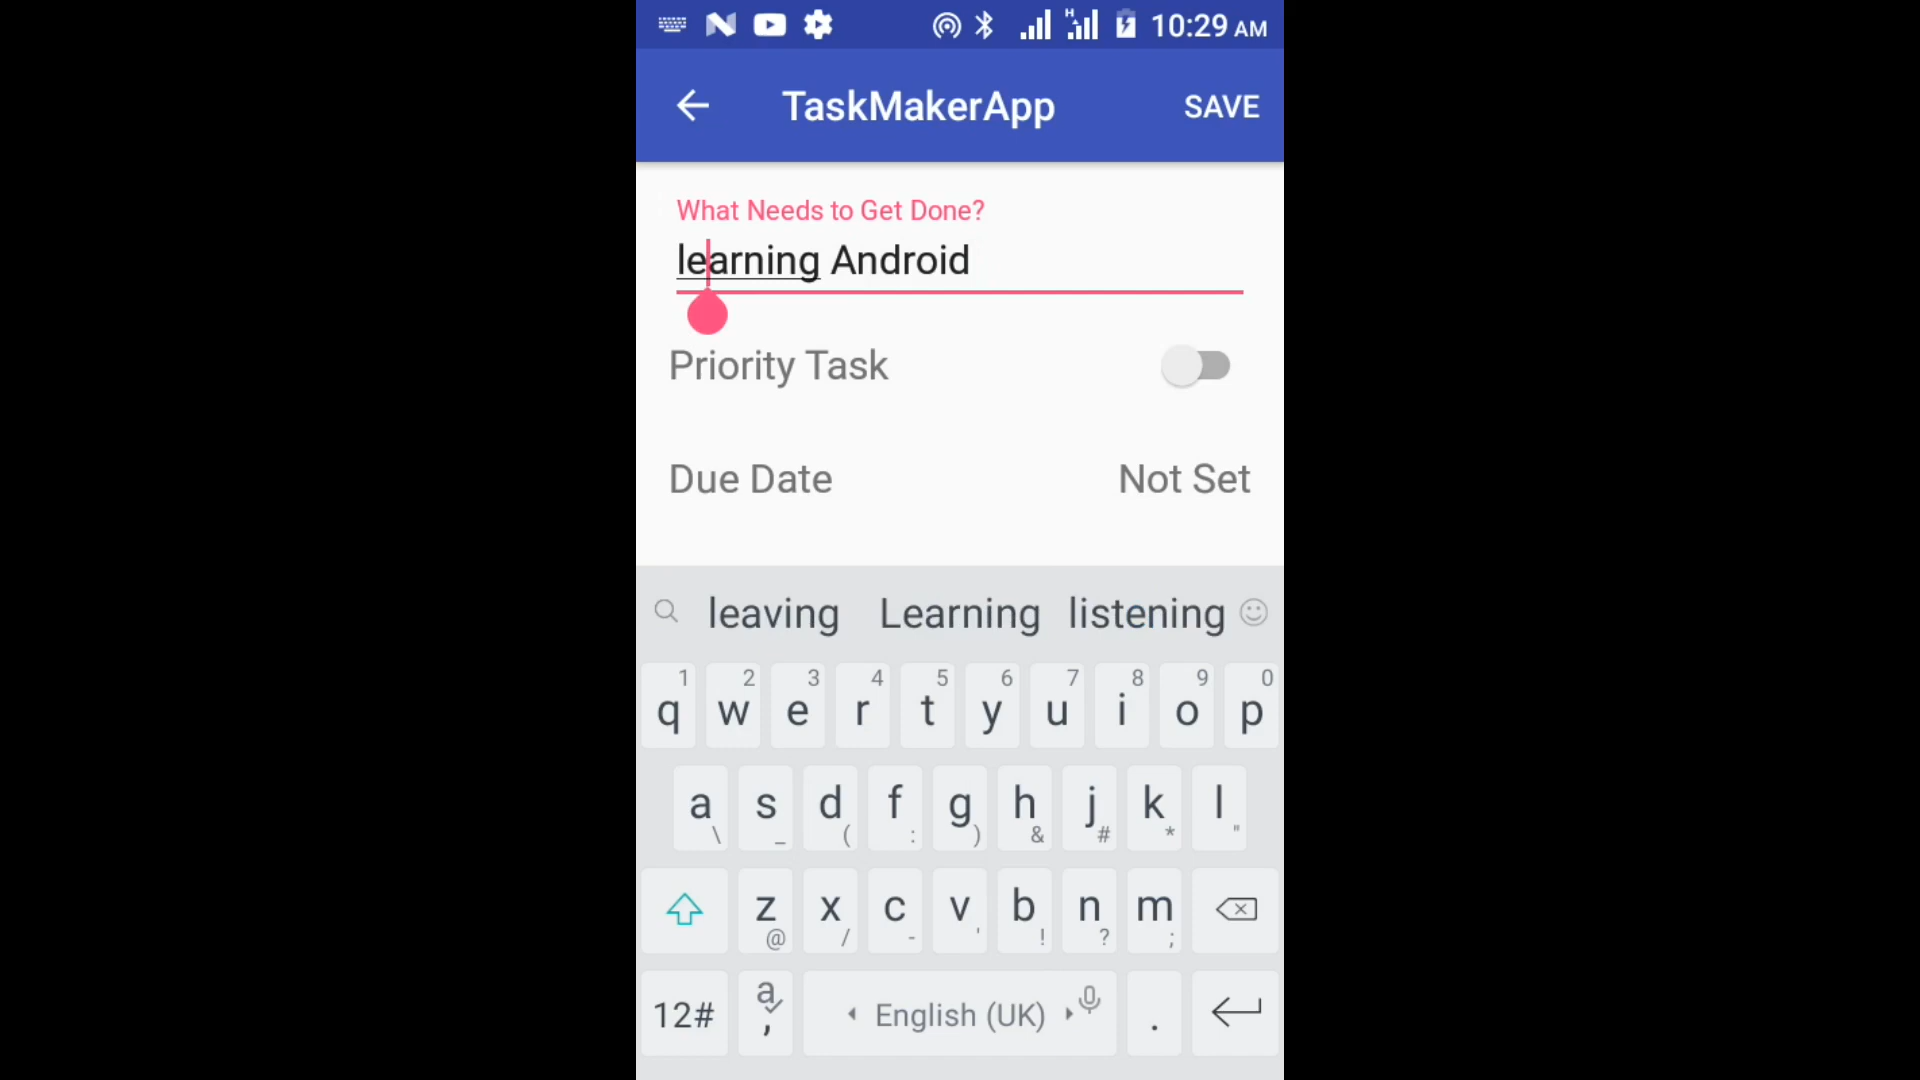 10:29 AM
TaskMakerApp SAVE
What Needs to Get Done?
learning Android
Priority Task
Due Date Not Set
leaving Learning listening
1 2 3 4 5 6 7 8 9 0
q w e r t y u i o p
a s d f g h j k l
\ _ ( : ) & # * "
z x c v b n m
@ / - ' ! ? ;
12# a , English (UK) .